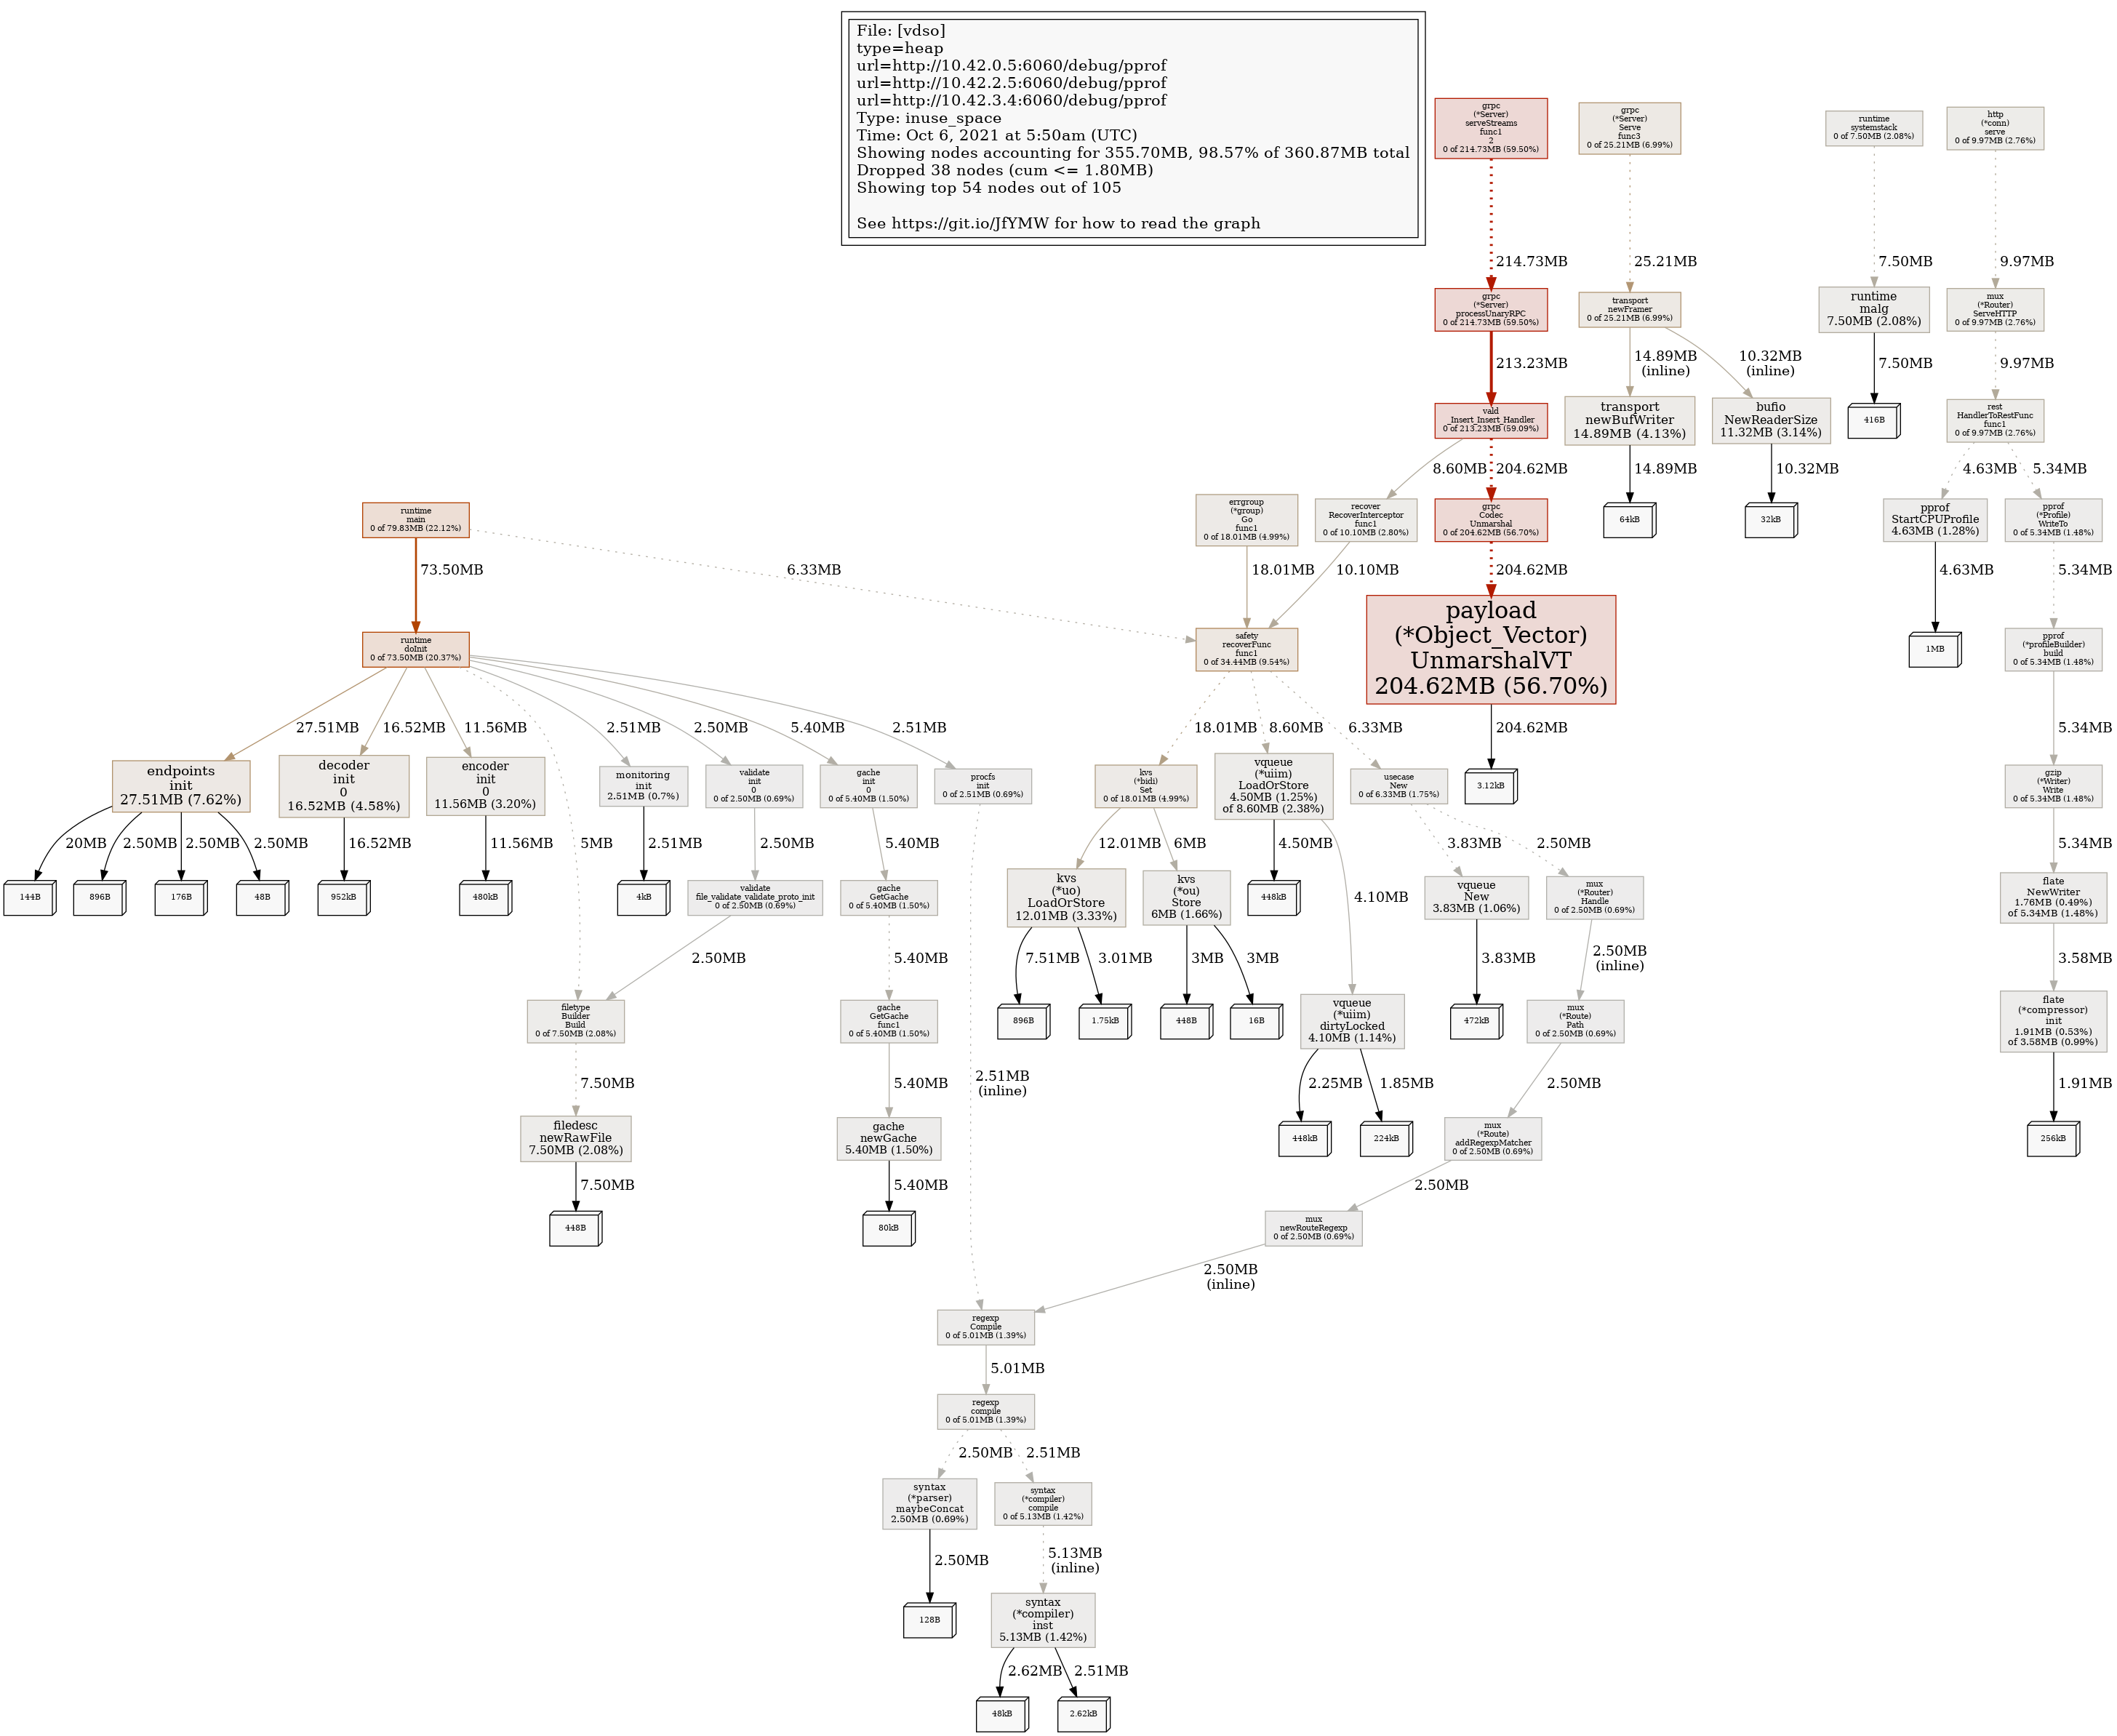 File: [vdso]
type=heap
url=http://10.42.0.5:6060/debug/pprof
url=http://10.42.2.5:6060/debug/pprof
url=http://10.42.3.4:6060/debug/pprof
Type: inuse_space
Time: Oct 6, 2021 at 5:50am (UTC)
Showing nodes accounting for 355.70MB, 98.57% of 360.87MB total
Dropped 38 nodes (cum <= 1.80MB)
Showing top 54 nodes out of 105
See https://git.io/JfYMW for how to read the graph
grpc
(*Server)
serveStreams
func1
2
0 of 214.73MB (59.50%)
grpc
(*Server)
Serve
func3
0 of 25.21MB (6.99%)
runtime
systemstack
0 of 7.50MB (2.08%)
http
(*conn)
serve
0 of 9.97MB (2.76%)
214.73MB
25.21MB
7.50MB
9.97MB
grpc
(*Server)
processUnaryRPC
0 of 214.73MB (59.50%)
transport
newFramer
0 of 25.21MB (6.99%)
runtime
malg
7.50MB (2.08%)
mux
(*Router)
ServeHTTP
0 of 9.97MB (2.76%)
213.23MB
14.89MB
(inline)
10.32MB
(inline)
7.50MB
9.97MB
vald
_Insert_Insert_Handler
0 of 213.23MB (59.09%)
transport
newBufWriter
14.89MB (4.13%)
bufio
NewReaderSize
11.32MB (3.14%)
416B
rest
HandlerToRestFunc
func1
0 of 9.97MB (2.76%)
8.60MB
204.62MB
14.89MB
10.32MB
4.63MB
5.34MB
runtime
main
0 of 79.83MB (22.12%)
errgroup
(*group)
Go
func1
0 of 18.01MB (4.99%)
recover
RecoverInterceptor
func1
0 of 10.10MB (2.80%)
grpc
Codec
Unmarshal
0 of 204.62MB (56.70%)
64kB
32kB
pprof
StartCPUProfile
4.63MB (1.28%)
pprof
(*Profile)
WriteTo
0 of 5.34MB (1.48%)
73.50MB
6.33MB
18.01MB
10.10MB
204.62MB
4.63MB
5.34MB
runtime
doInit
0 of 73.50MB (20.37%)
safety
recoverFunc
func1
0 of 34.44MB (9.54%)
payload
(*Object_Vector)
UnmarshalVT
204.62MB (56.70%)
1MB
pprof
(*profileBuilder)
build
0 of 5.34MB (1.48%)
27.51MB
16.52MB
11.56MB
5MB
2.51MB
2.50MB
5.40MB
2.51MB
18.01MB
8.60MB
6.33MB
204.62MB
5.34MB
endpoints
init
27.51MB (7.62%)
decoder
init
0
16.52MB (4.58%)
encoder
init
0
11.56MB (3.20%)
monitoring
init
2.51MB (0.7%)
validate
init
0
0 of 2.50MB (0.69%)
gache
init
0
0 of 5.40MB (1.50%)
procfs
init
0 of 2.51MB (0.69%)
kvs
(*bidi)
Set
0 of 18.01MB (4.99%)
vqueue
(*uiim)
LoadOrStore
4.50MB (1.25%)
of 8.60MB (2.38%)
usecase
New
0 of 6.33MB (1.75%)
3.12kB
gzip
(*Writer)
Write
0 of 5.34MB (1.48%)
20MB
2.50MB
2.50MB
2.50MB
16.52MB
11.56MB
2.51MB
2.50MB
5.40MB
12.01MB
6MB
4.50MB
4.10MB
3.83MB
2.50MB
5.34MB
144B
896B
176B
48B
952kB
480kB
4kB
validate
file_validate_validate_proto_init
0 of 2.50MB (0.69%)
gache
GetGache
0 of 5.40MB (1.50%)
kvs
(*uo)
LoadOrStore
12.01MB (3.33%)
kvs
(*ou)
Store
6MB (1.66%)
448kB
vqueue
New
3.83MB (1.06%)
mux
(*Router)
Handle
0 of 2.50MB (0.69%)
flate
NewWriter
1.76MB (0.49%)
of 5.34MB (1.48%)
2.50MB
5.40MB
7.51MB
3.01MB
3MB
3MB
3.83MB
2.50MB
(inline)
3.58MB
filetype
Builder
Build
0 of 7.50MB (2.08%)
gache
GetGache
func1
0 of 5.40MB (1.50%)
896B
1.75kB
448B
16B
vqueue
(*uiim)
dirtyLocked
4.10MB (1.14%)
472kB
mux
(*Route)
Path
0 of 2.50MB (0.69%)
flate
(*compressor)
init
1.91MB (0.53%)
of 3.58MB (0.99%)
7.50MB
5.40MB
2.51MB
(inline)
2.25MB
1.85MB
2.50MB
1.91MB
filedesc
newRawFile
7.50MB (2.08%)
gache
newGache
5.40MB (1.50%)
448kB
224kB
mux
(*Route)
addRegexpMatcher
0 of 2.50MB (0.69%)
256kB
7.50MB
5.40MB
2.50MB
448B
80kB
mux
newRouteRegexp
0 of 2.50MB (0.69%)
2.50MB
(inline)
regexp
Compile
0 of 5.01MB (1.39%)
5.01MB
regexp
compile
0 of 5.01MB (1.39%)
2.50MB
2.51MB
syntax
(*parser)
maybeConcat
2.50MB (0.69%)
syntax
(*compiler)
compile
0 of 5.13MB (1.42%)
2.50MB
5.13MB
(inline)
128B
syntax
(*compiler)
inst
5.13MB (1.42%)
2.62MB
2.51MB
48kB
2.62kB